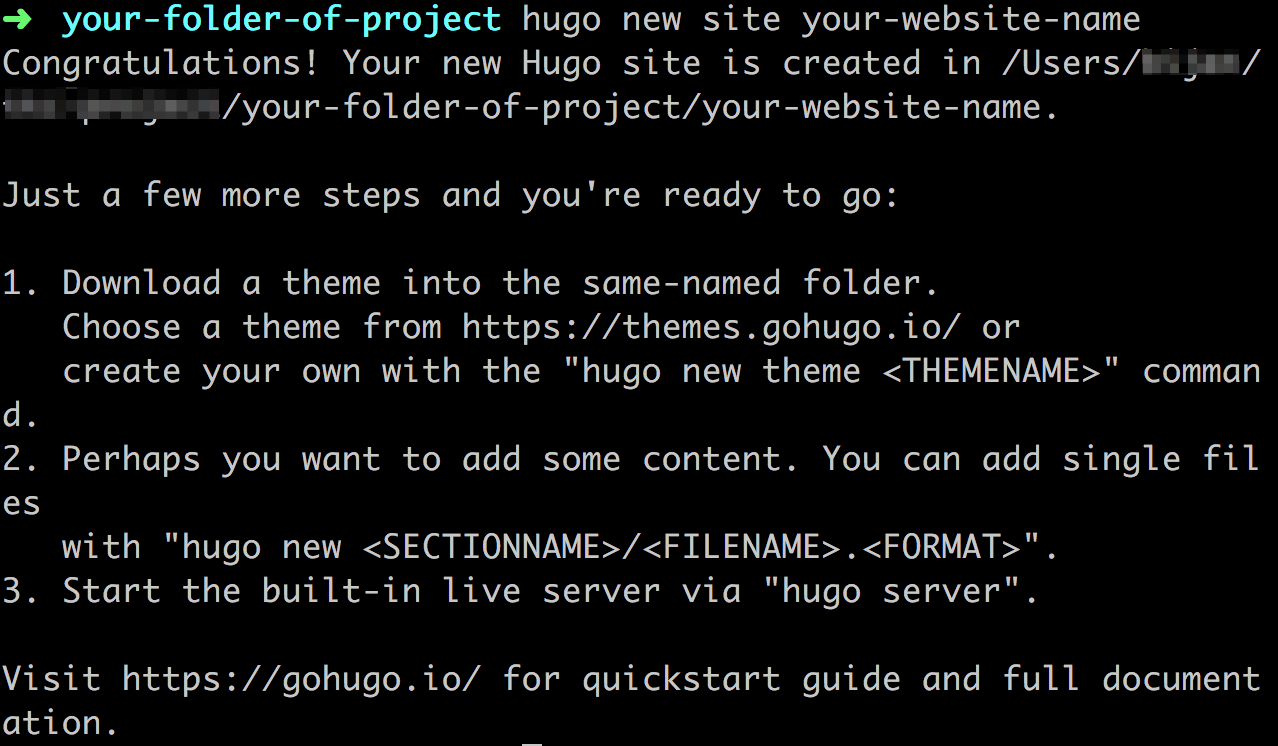 ➜ your-folder-of-project hugo new site your-website-name
Congratulations! Your new Hugo site is created in /Users/
/your-folder-of-project/your-website-name.
Just a few more steps and you're ready to go:
1. Download a theme into the same-named folder.
Choose a theme from https://themes.gohugo.io/ or
create your own with the "hugo new theme <THEMENAME>" comman
d.
2. Perhaps you want to add some content. You can add single fil
es
with "hugo new <SECTIONNAME>/<FILENAME>.<FORMAT>".
3. Start the built-in live server via "hugo server".
Visit https://gohugo.io/ for quickstart guide and full document
ation.